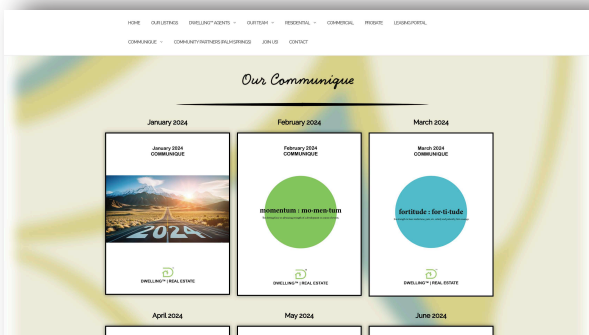 HOME OUR LISTINGS DWELLING™ AGENTS OUR TEAM RESIDENTIAL COMMERCIAL PROBATE LEASING PORTAL
COMMUNIQUE COMMUNITY PARTNERS (PALM SPRINGS) JOIN US! CONTACT
Our Communique
January 2024 February 2024 March 2024
January 2024
COMMUNIQUE
2024
DWELLING™ | REAL ESTATE
February 2024
COMMUNIQUE
momentum : mo·men·tum
DWELLING™ | REAL ESTATE
March 2024
COMMUNIQUE
fortitude : for·ti·tude
DWELLING™ | REAL ESTATE
April 2024 May 2024 June 2024